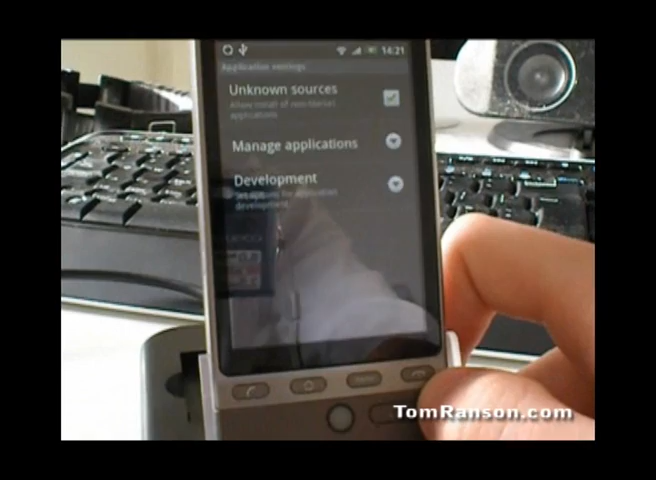 14:21
Application settings
Unknown sources
Allow install of non-Market
applications
Manage applications
Development
Set options for application
development
MENU
TomRanson.com